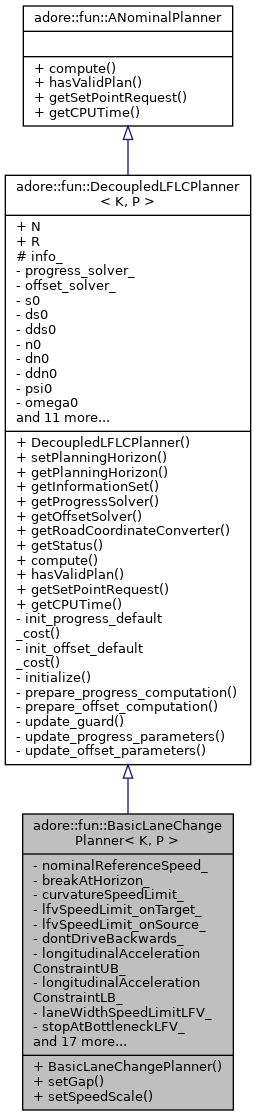 adore::fun::ANominalPlanner
+ compute()
+ hasValidPlan()
+ getSetPointRequest()
+ getCPUTime()
adore::fun::DecoupledLFLCPlanner
< K, P >
+ N
+ R
# info_
- progress_solver_
- offset_solver_
- s0
- ds0
- dds0
- n0
- dn0
- ddn0
- psi0
- omega0
and 11 more...
+ DecoupledLFLCPlanner()
+ setPlanningHorizon()
+ getPlanningHorizon()
+ getInformationSet()
+ getProgressSolver()
+ getOffsetSolver()
+ getRoadCoordinateConverter()
+ getStatus()
+ compute()
+ hasValidPlan()
+ getSetPointRequest()
+ getCPUTime()
- init_progress_default
_cost()
- init_offset_default
_cost()
- initialize()
- prepare_progress_computation()
- prepare_offset_computation()
- update_guard()
- update_progress_parameters()
- update_offset_parameters()
adore::fun::BasicLaneChange
Planner< K, P >
- nominalReferenceSpeed_
- breakAtHorizon_
- curvatureSpeedLimit_
- lfvSpeedLimit_onTarget_
- lfvSpeedLimit_onSource_
- dontDriveBackwards_
- longitudinalAcceleration
ConstraintUB_
- longitudinalAcceleration
ConstraintLB_
- laneWidthSpeedLimitLFV_
- stopAtBottleneckLFV_
and 17 more...
+ BasicLaneChangePlanner()
+ setGap()
+ setSpeedScale()